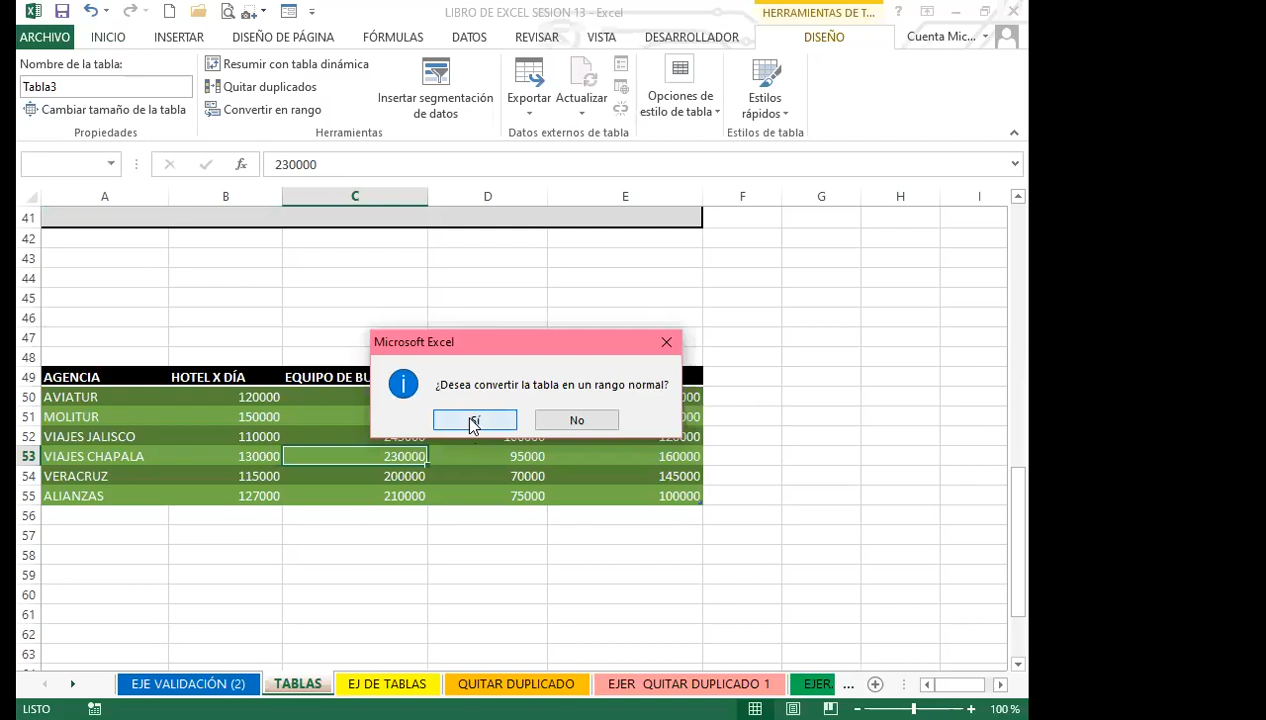 LIBRO DE EXCEL SESION 13 - Excel
HERRAMIENTAS DE T...
?
ARCHIVO INICIO INSERTAR DISEÑO DE PÁGINA FÓRMULAS DATOS REVISAR VISTA DESARROLLADOR DISEÑO Cuenta Mic...
Nombre de la tabla:
Tabla3
Cambiar tamaño de la tabla
Propiedades
Resumir con tabla dinámica
Quitar duplicados
Convertir en rango
Insertar segmentación
de datos
Herramientas
Exportar Actualizar
Datos externos de tabla
Opciones de
estilo de tabla
Estilos
rápidos
Estilos de tabla
fx 230000
A B C D E F G H I
41
42
43
44
45
46
47
48
49 AGENCIA HOTEL X DÍA EQUIPO DE BU
50 AVIATUR 120000 000
51 MOLITUR 150000 000
52 VIAJES JALISCO 110000 245000 100000 120000
53 VIAJES CHAPALA 130000 230000 95000 160000
54 VERACRUZ 115000 200000 70000 145000
55 ALIANZAS 127000 210000 75000 100000
56
57
58
59
60
61
62
63
Microsoft Excel
¿Desea convertir la tabla en un rango normal?
Sí No
EJE VALIDACIÓN (2) TABLAS EJ DE TABLAS QUITAR DUPLICADO EJER QUITAR DUPLICADO 1 EJER. ...
LISTO 100 %